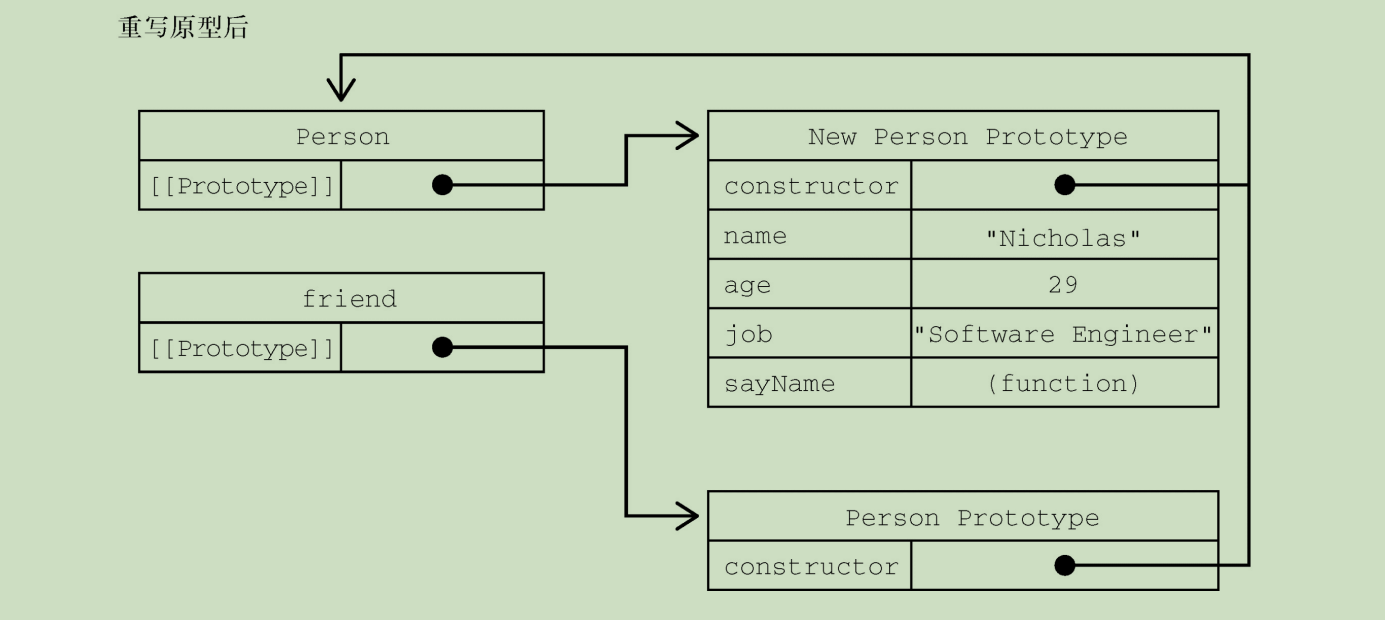 重写原型后
Person
[[Prototype]]
friend
[[Prototype]]
New Person Prototype
constructor
name "Nicholas"
age 29
job "Software Engineer"
sayName (function)
Person Prototype
constructor